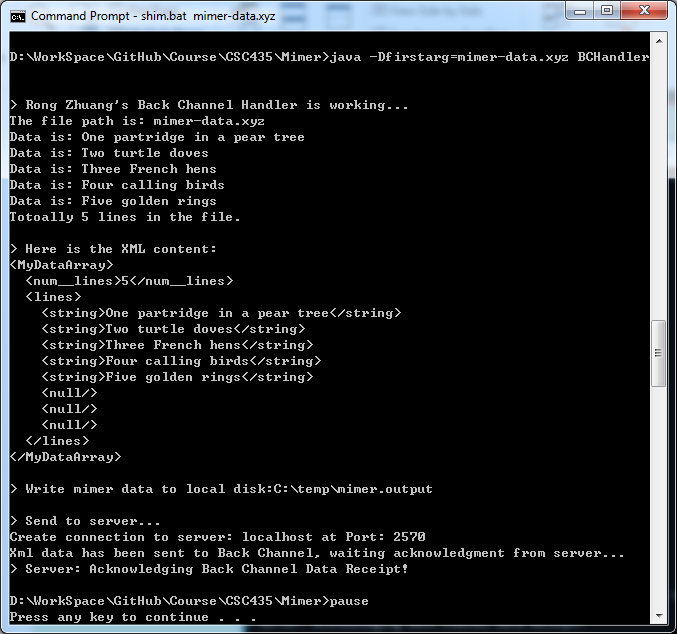 Command Prompt - shim.bat  mimer-data.xyz
D:\WorkSpace\GitHub\Course\CSC435\Mimer>java -Dfirstarg=mimer-data.xyz BCHandler
> Rong Zhuang's Back Channel Handler is working...
The file path is: mimer-data.xyz
Data is: One partridge in a pear tree
Data is: Two turtle doves
Data is: Three French hens
Data is: Four calling birds
Data is: Five golden rings
Totoally 5 lines in the file.
> Here is the XML content:
<MyDataArray>
  <num__lines>5</num__lines>
  <lines>
    <string>One partridge in a pear tree</string>
    <string>Two turtle doves</string>
    <string>Three French hens</string>
    <string>Four calling birds</string>
    <string>Five golden rings</string>
    <null/>
    <null/>
    <null/>
  </lines>
</MyDataArray>
> Write mimer data to local disk:C:\temp\mimer.output
> Send to server...
Create connection to server: localhost at Port: 2570
Xml data has been sent to Back Channel, waiting acknowledgment from server...
> Server: Acknowledging Back Channel Data Receipt!
D:\WorkSpace\GitHub\Course\CSC435\Mimer>pause
Press any key to continue . . .